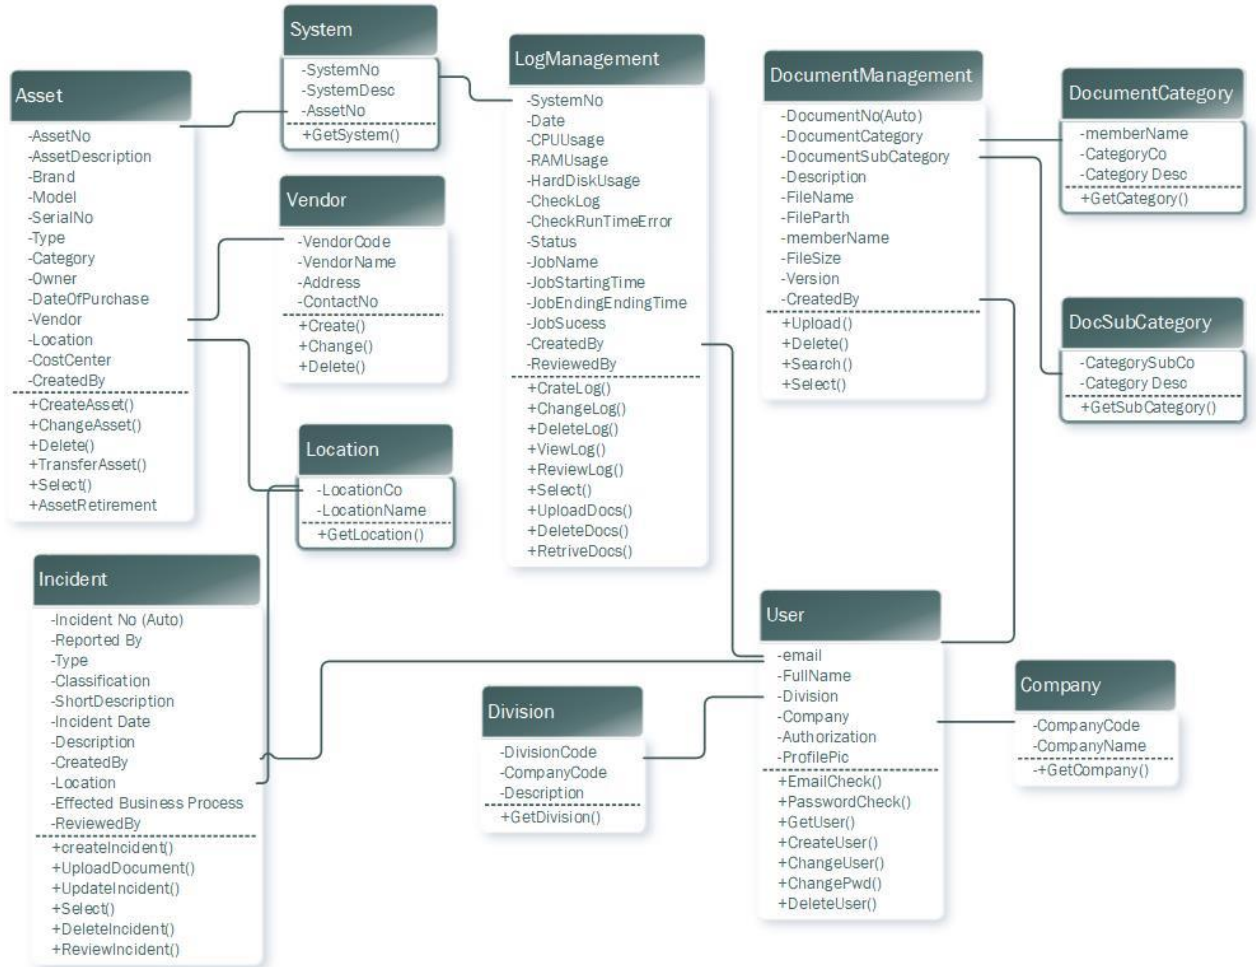 System
-SystemNo
-SystemDesc
-AssetNo
+GetSystem()
LogManagement
-SystemNo
-Date
-CPUUsage
-RAMUsage
-HardDiskUsage
-CheckLog
-CheckRunTimeError
-Status
-JobName
-JobStartingTime
-JobEndingEndingTime
-JobSucess
-CreatedBy
-ReviewedBy
+CrateLog()
+ChangeLog()
+DeleteLog()
+ViewLog()
+ReviewLog()
+Select()
+UploadDocs()
+DeleteDocs()
+RetriveDocs()
DocumentManagement
-DocumentNo(Auto)
-DocumentCategory
-DocumentSubCategory
-Description
-FileName
-FileParth
-memberName
-FileSize
-Version
-CreatedBy
+Upload()
+Delete()
+Search()
+Select()
DocumentCategory
-memberName
-CategoryCo
-Category Desc
+GetCategory()
Asset
-AssetNo
-AssetDescription
-Brand
-Model
-SerialNo
-Type
-Category
-Owner
-DateOfPurchase
-Vendor
-Location
-CostCenter
-CreatedBy
+CreateAsset()
+ChangeAsset()
+Delete()
+TransferAsset()
+Select()
+AssetRetirement
Vendor
-VendorCode
-VendorName
-Address
-ContactNo
+Create()
+Change()
+Delete()
DocSubCategory
-CategorySubCo
-Category Desc
+GetSubCategory()
Location
-LocationCo
-LocationName
+GetLocation()
Incident
-Incident No (Auto)
-Reported By
-Type
-Classification
-ShortDescription
-Incident Date
-Description
-CreatedBy
-Location
-Effected Business Process
-ReviewedBy
+createIncident()
+UploadDocument()
+UpdateIncident()
+Select()
+DeleteIncident()
+ReviewIncident()
Division
-DivisionCode
-CompanyCode
-Description
+GetDivision()
User
-email
-FullName
-Division
-Company
-Authorization
-ProfilePic
+EmailCheck()
+PasswordCheck()
+GetUser()
+CreateUser()
+ChangeUser()
+ChangePwd()
+DeleteUser()
Company
-CompanyCode
-CompanyName
-+GetCompany()